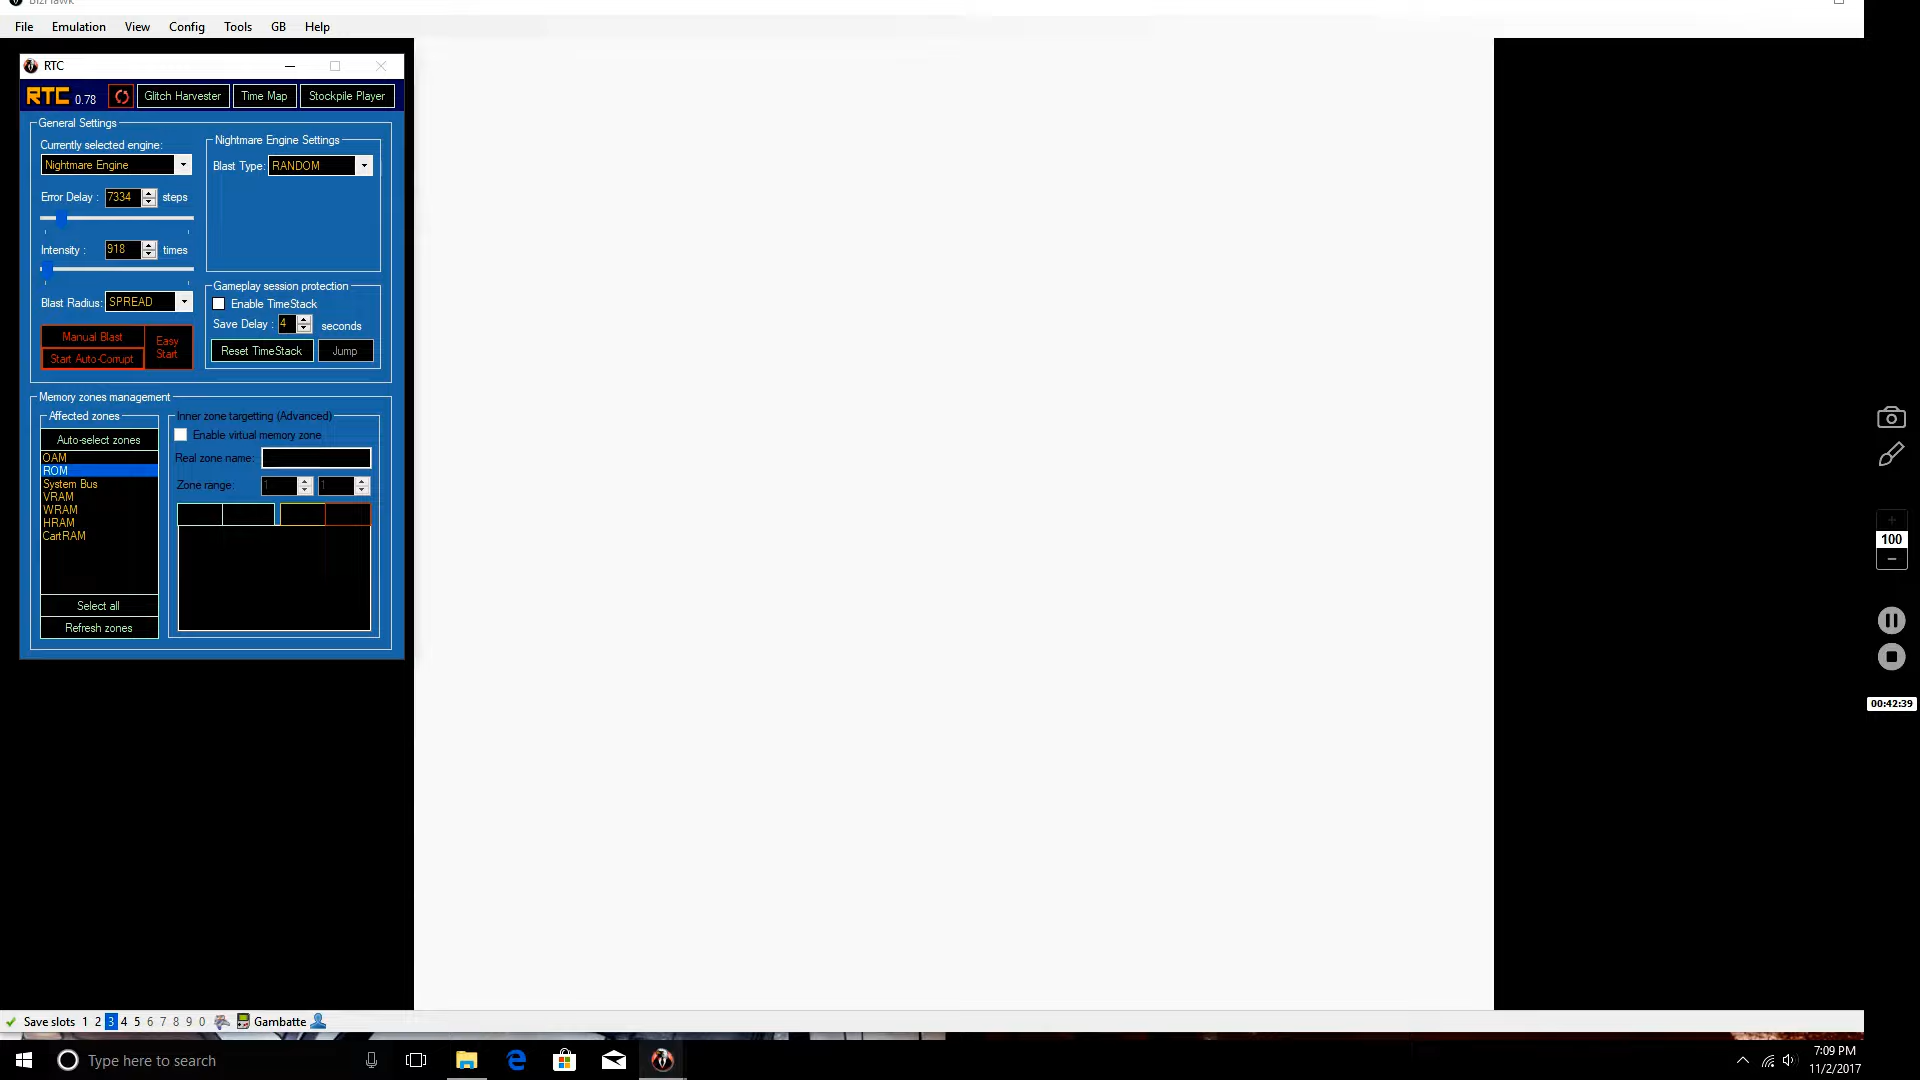 BizHawk
File Emulation View Config Tools GB Help
RTC
RTC 0.78 Glitch Harvester Time Map Stockpile Player
General Settings
Currently selected engine:
Nightmare Engine
Error Delay : 7334 steps
Intensity : 918 times
Blast Radius: SPREAD
Manual Blast
Start Auto-Corrupt
Easy
Start
Nightmare Engine Settings
Blast Type: RANDOM
Gameplay session protection
Enable TimeStack
Save Delay : 4 seconds
Reset TimeStack Jump
Memory zones management
Affected zones
Auto-select zones
OAM
ROM
System Bus
VRAM
WRAM
HRAM
CartRAM
Select all
Refresh zones
Inner zone targetting (Advanced)
Enable virtual memory zone
Real zone name:
Zone range: 1 1
+
100
−
00:42:39
Save slots 1 2 3 4 5 6 7 8 9 0 Gambatte
Type here to search
7:09 PM
11/2/2017